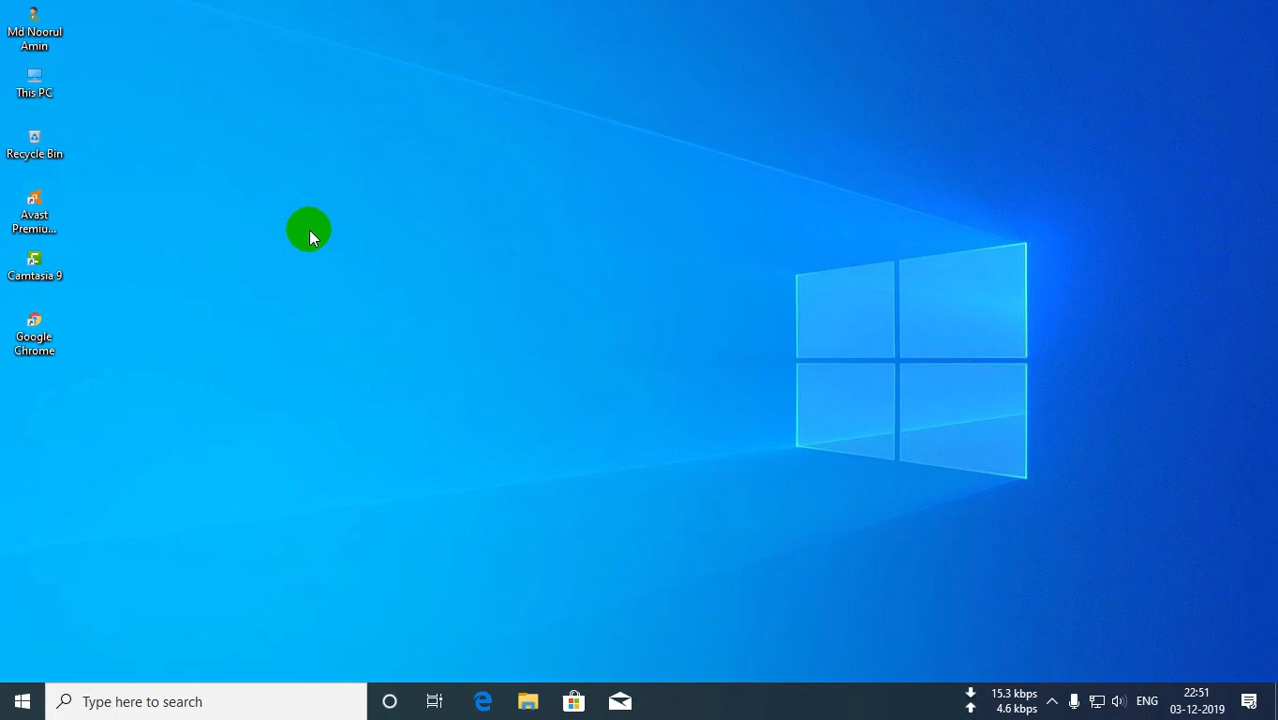 Md Noorul
Amin
This PC
Recycle Bin
Avast
Premiu...
Camtasia 9
Google
Chrome
Type here to search
15.3 kbps
4.6 kbps
ENG
22:51
03-12-2019